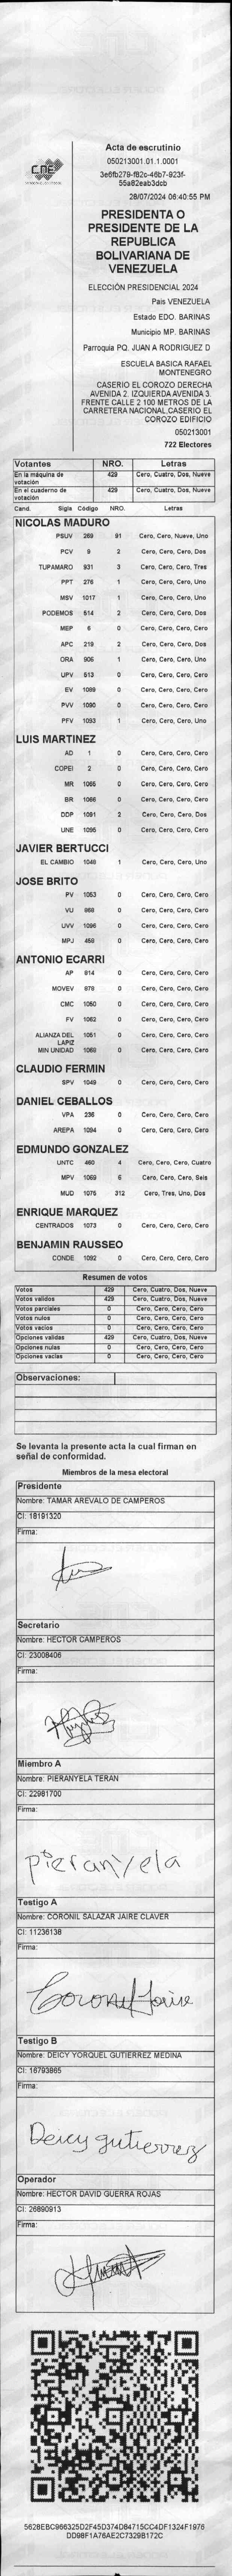 CNE
Acta de escrutinio
050213001.01.1.0001
3e6fb279-f82c-46b7-923f-
55a82eab3dcb
28/07/2024 06:40:55 PM
PRESIDENTA O
PRESIDENTE DE LA
REPUBLICA
BOLIVARIANA DE
VENEZUELA
ELECCIÓN PRESIDENCIAL 2024
Pais VENEZUELA
Estado EDO. BARINAS
Municipio MP. BARINAS
Parroquia PQ. JUAN A RODRIGUEZ D
ESCUELA BASICA RAFAEL
MONTENEGRO
CASERIO EL COROZO DERECHA
AVENIDA 2. IZQUIERDA AVENIDA 3.
FRENTE CALLE 2 100 METROS DE LA
CARRETERA NACIONAL CASERIO EL
COROZO EDIFICIO
050213001
722 Electores
Votantes NRO. Letras
En la máquina de votación 429 Cero, Cuatro, Dos, Nueve
En el cuaderno de votación 429 Cero, Cuatro, Dos, Nueve
Cand. Sigla Código NRO. Letras
NICOLAS MADURO
PSUV 269 91 Cero, Cero, Nueve, Uno
PCV 9 2 Cero, Cero, Cero, Dos
TUPAMARO 931 3 Cero, Cero, Cero, Tres
PPT 276 1 Cero, Cero, Cero, Uno
MSV 1017 1 Cero, Cero, Cero, Uno
PODEMOS 514 2 Cero, Cero, Cero, Dos
MEP 6 0 Cero, Cero, Cero, Cero
APC 219 2 Cero, Cero, Cero, Dos
ORA 906 1 Cero, Cero, Cero, Uno
UPV 513 0 Cero, Cero, Cero, Cero
EV 1089 0 Cero, Cero, Cero, Cero
PVV 1090 0 Cero, Cero, Cero, Cero
PFV 1093 1 Cero, Cero, Cero, Uno
LUIS MARTINEZ
AD 1 0 Cero, Cero, Cero, Cero
COPEI 2 0 Cero, Cero, Cero, Cero
MR 1065 0 Cero, Cero, Cero, Cero
BR 1066 0 Cero, Cero, Cero, Cero
DDP 1091 2 Cero, Cero, Cero, Dos
UNE 1095 0 Cero, Cero, Cero, Cero
JAVIER BERTUCCI
EL CAMBIO 1048 1 Cero, Cero, Cero, Uno
JOSE BRITO
PV 1053 0 Cero, Cero, Cero, Cero
VU 868 0 Cero, Cero, Cero, Cero
UVV 1096 0 Cero, Cero, Cero, Cero
MPJ 458 0 Cero, Cero, Cero, Cero
ANTONIO ECARRI
AP 814 0 Cero, Cero, Cero, Cero
MOVEV 878 0 Cero, Cero, Cero, Cero
CMC 1050 0 Cero, Cero, Cero, Cero
FV 1062 0 Cero, Cero, Cero, Cero
ALIANZA DEL LAPIZ 1051 0 Cero, Cero, Cero, Cero
MIN UNIDAD 1069 0 Cero, Cero, Cero, Cero
CLAUDIO FERMIN
SPV 1049 0 Cero, Cero, Cero, Cero
DANIEL CEBALLOS
VPA 236 0 Cero, Cero, Cero, Cero
AREPA 1094 0 Cero, Cero, Cero, Cero
EDMUNDO GONZALEZ
UNTC 460 4 Cero, Cero, Cero, Cuatro
MPV 1059 6 Cero, Cero, Cero, Seis
MUD 1075 312 Cero, Tres, Uno, Dos
ENRIQUE MARQUEZ
CENTRADOS 1073 0 Cero, Cero, Cero, Cero
BENJAMIN RAUSSEO
CONDE 1092 0 Cero, Cero, Cero, Cero
Resumen de votos
Votos 429 Cero, Cuatro, Dos, Nueve
Votos validos 429 Cero, Cuatro, Dos, Nueve
Votos parciales 0 Cero, Cero, Cero, Cero
Votos nulos 0 Cero, Cero, Cero, Cero
Votos vacios 0 Cero, Cero, Cero, Cero
Opciones validas 429 Cero, Cuatro, Dos, Nueve
Opciones nulas 0 Cero, Cero, Cero, Cero
Opciones vacias 0 Cero, Cero, Cero, Cero
Observaciones:
Se levanta la presente acta la cual firman en
señal de conformidad.
Miembros de la mesa electoral
Presidente
Nombre: TAMAR AREVALO DE CAMPEROS
CI: 18191320
Firma:
Secretario
Nombre: HECTOR CAMPEROS
CI: 23008406
Firma:
Miembro A
Nombre: PIERANYELA TERAN
CI: 22981700
Firma:
pieranyela
Testigo A
Nombre: CORONIL SALAZAR JAIRE CLAVER
CI: 11236138
Firma:
Coronil Jaire
Testigo B
Nombre: DEICY YORQUEL GUTIERREZ MEDINA
CI: 16793865
Firma:
Deicy gutierrez
Operador
Nombre: HECTOR DAVID GUERRA ROJAS
CI: 26890913
Firma:
5628EBC966325D2F45D374D84715CC4DF1324F1976
DD98F1A76AE2C7329B172C